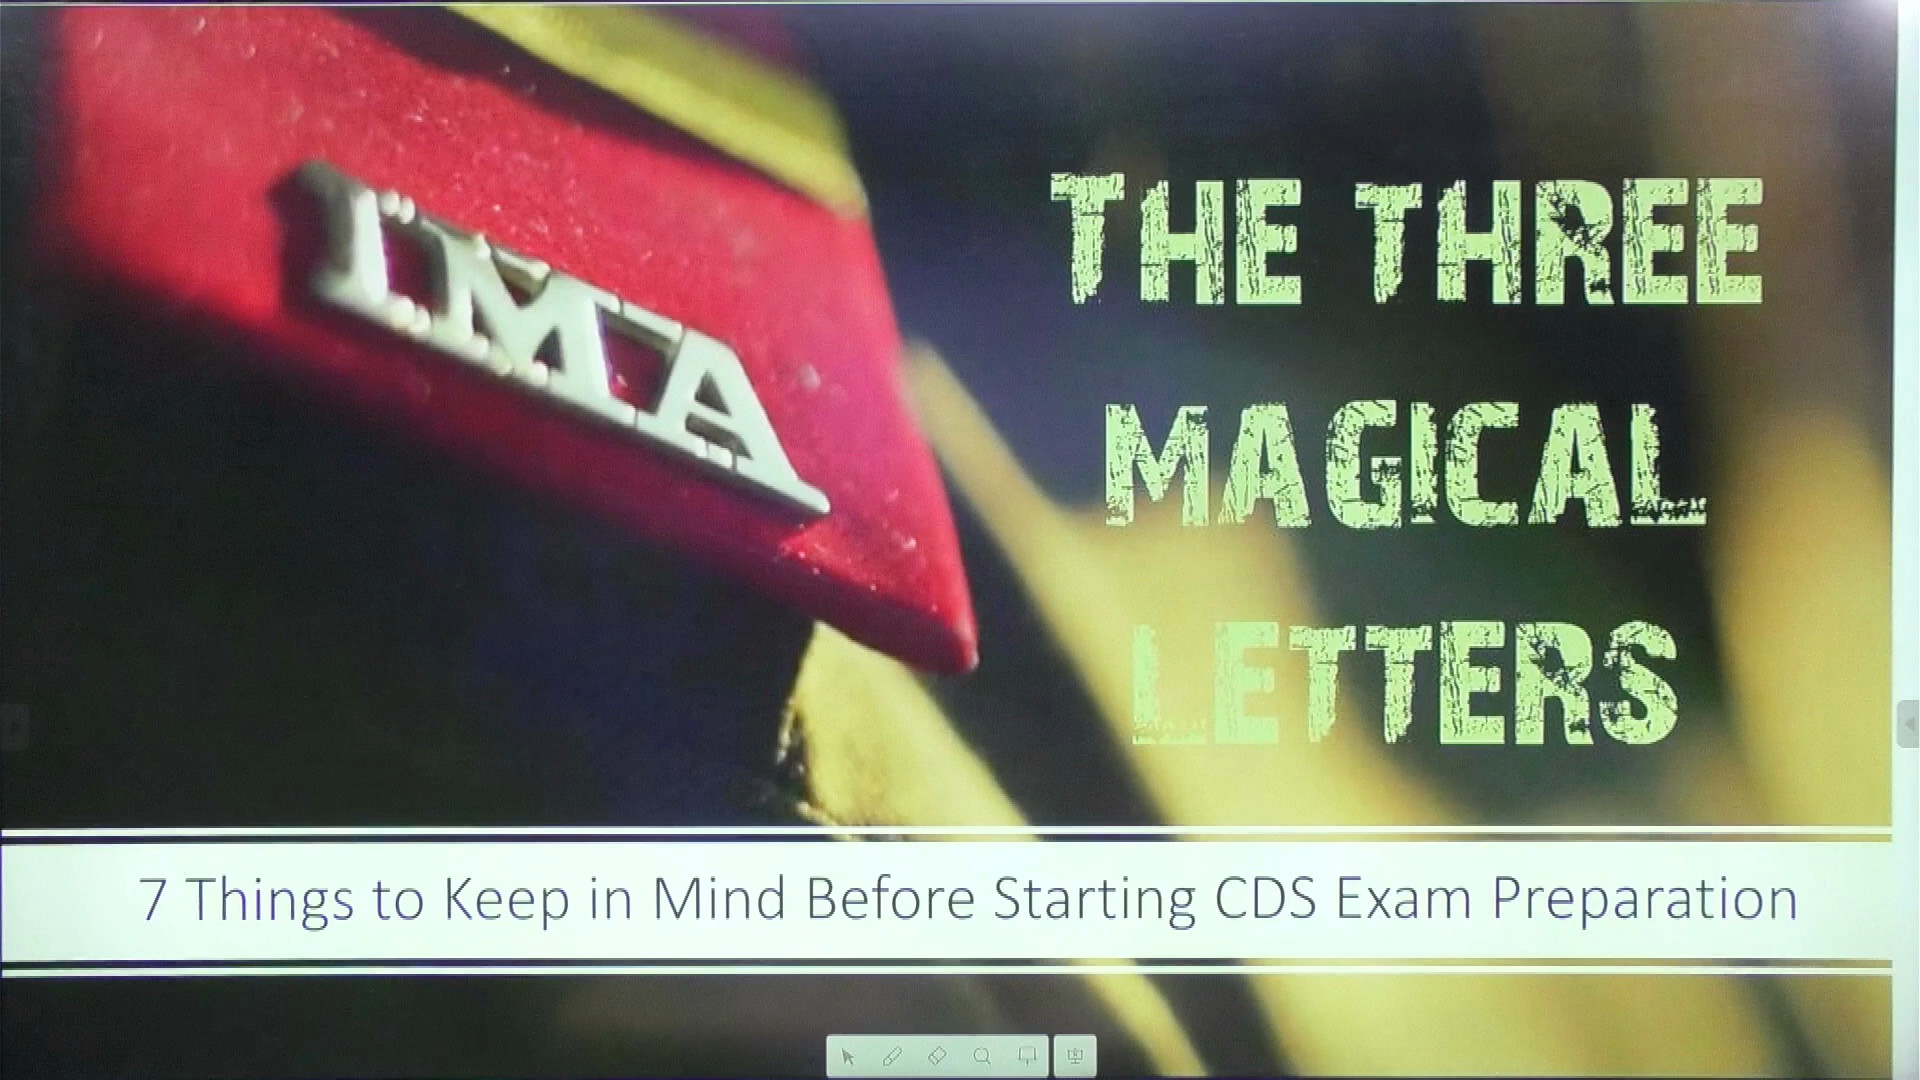 IMA
THE THREE
MAGICAL
LETTERS
7 Things to Keep in Mind Before Starting CDS Exam Preparation